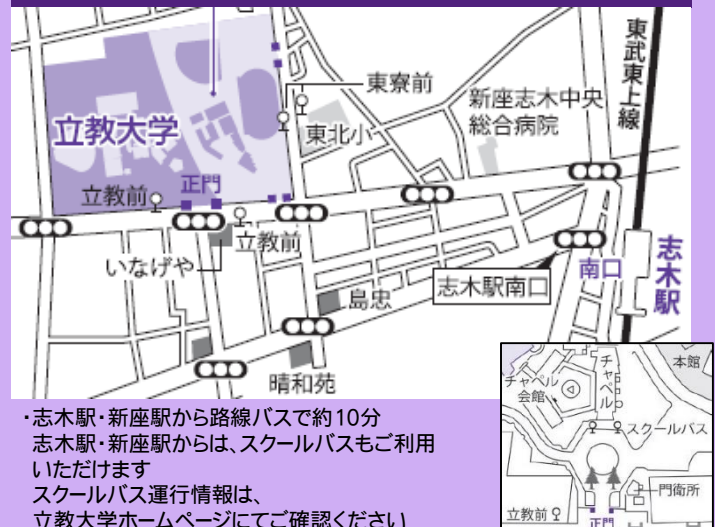 東武東上線
東寮前
新座志木中央
総合病院
立教大学
東北小
正門
立教前
立教前
いなげや
南口
志木駅
志木駅南口
島忠
晴和苑
・志木駅・新座駅から路線バスで約10分
志木駅・新座駅からは、スクールバスもご利用
いただけます
スクールバス運行情報は、
立教大学ホームページにてご確認ください
本館
チャペル
チャペル
会館
スクールバス
門衛所
立教前
正門